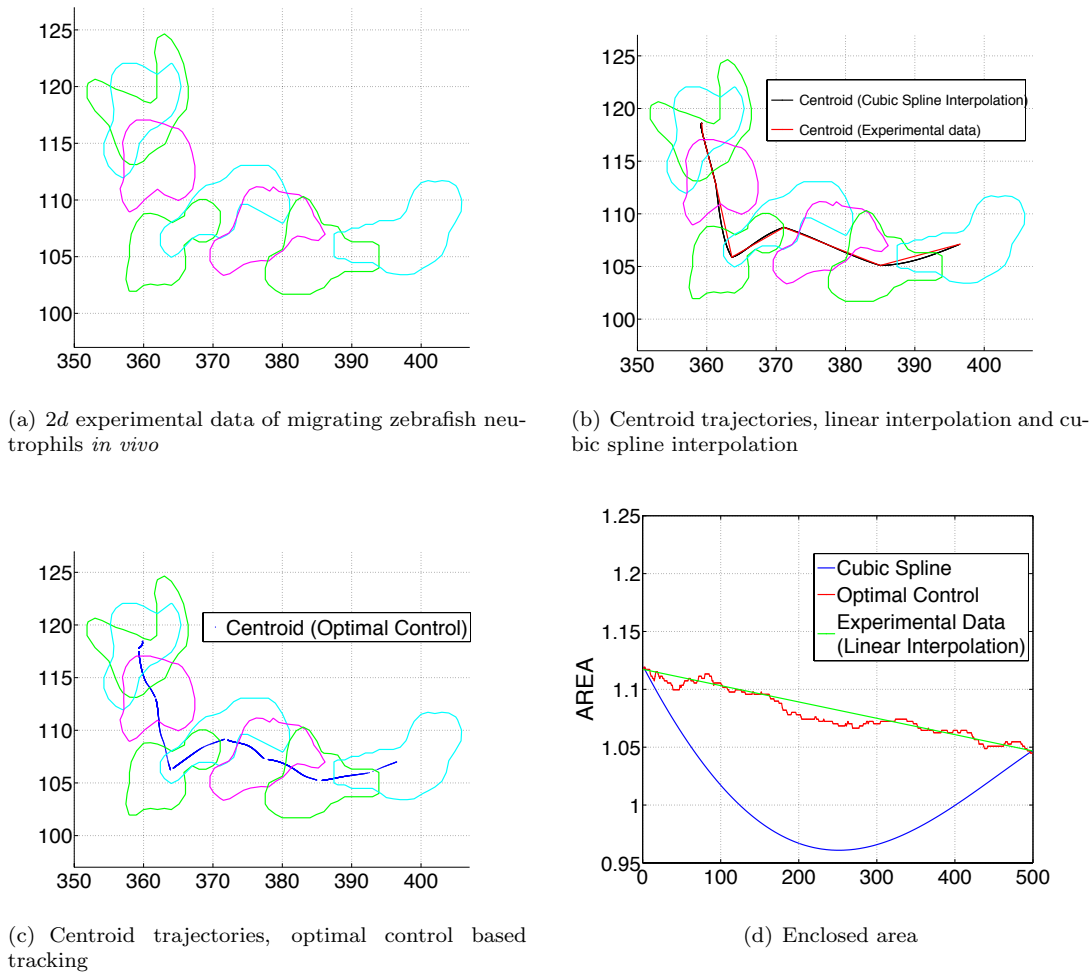 125
120
115
110
105
100
350 360 370 380 390 400
(a) 2d experimental data of migrating zebrafish neu-
trophils in vivo
125
120
115
110
105
100
Centroid (Cubic Spline Interpolation)
Centroid (Experimental data)
350 360 370 380 390 400
(b) Centroid trajectories, linear interpolation and cu-
bic spline interpolation
125
120
115
110
105
100
Centroid (Optimal Control)
350 360 370 380 390 400
(c) Centroid trajectories, optimal control based
tracking
AREA
1.25
1.2
1.15
1.1
1.05
1
0.95
Cubic Spline
Optimal Control
Experimental Data
(Linear Interpolation)
0 100 200 300 400 500
(d) Enclosed area